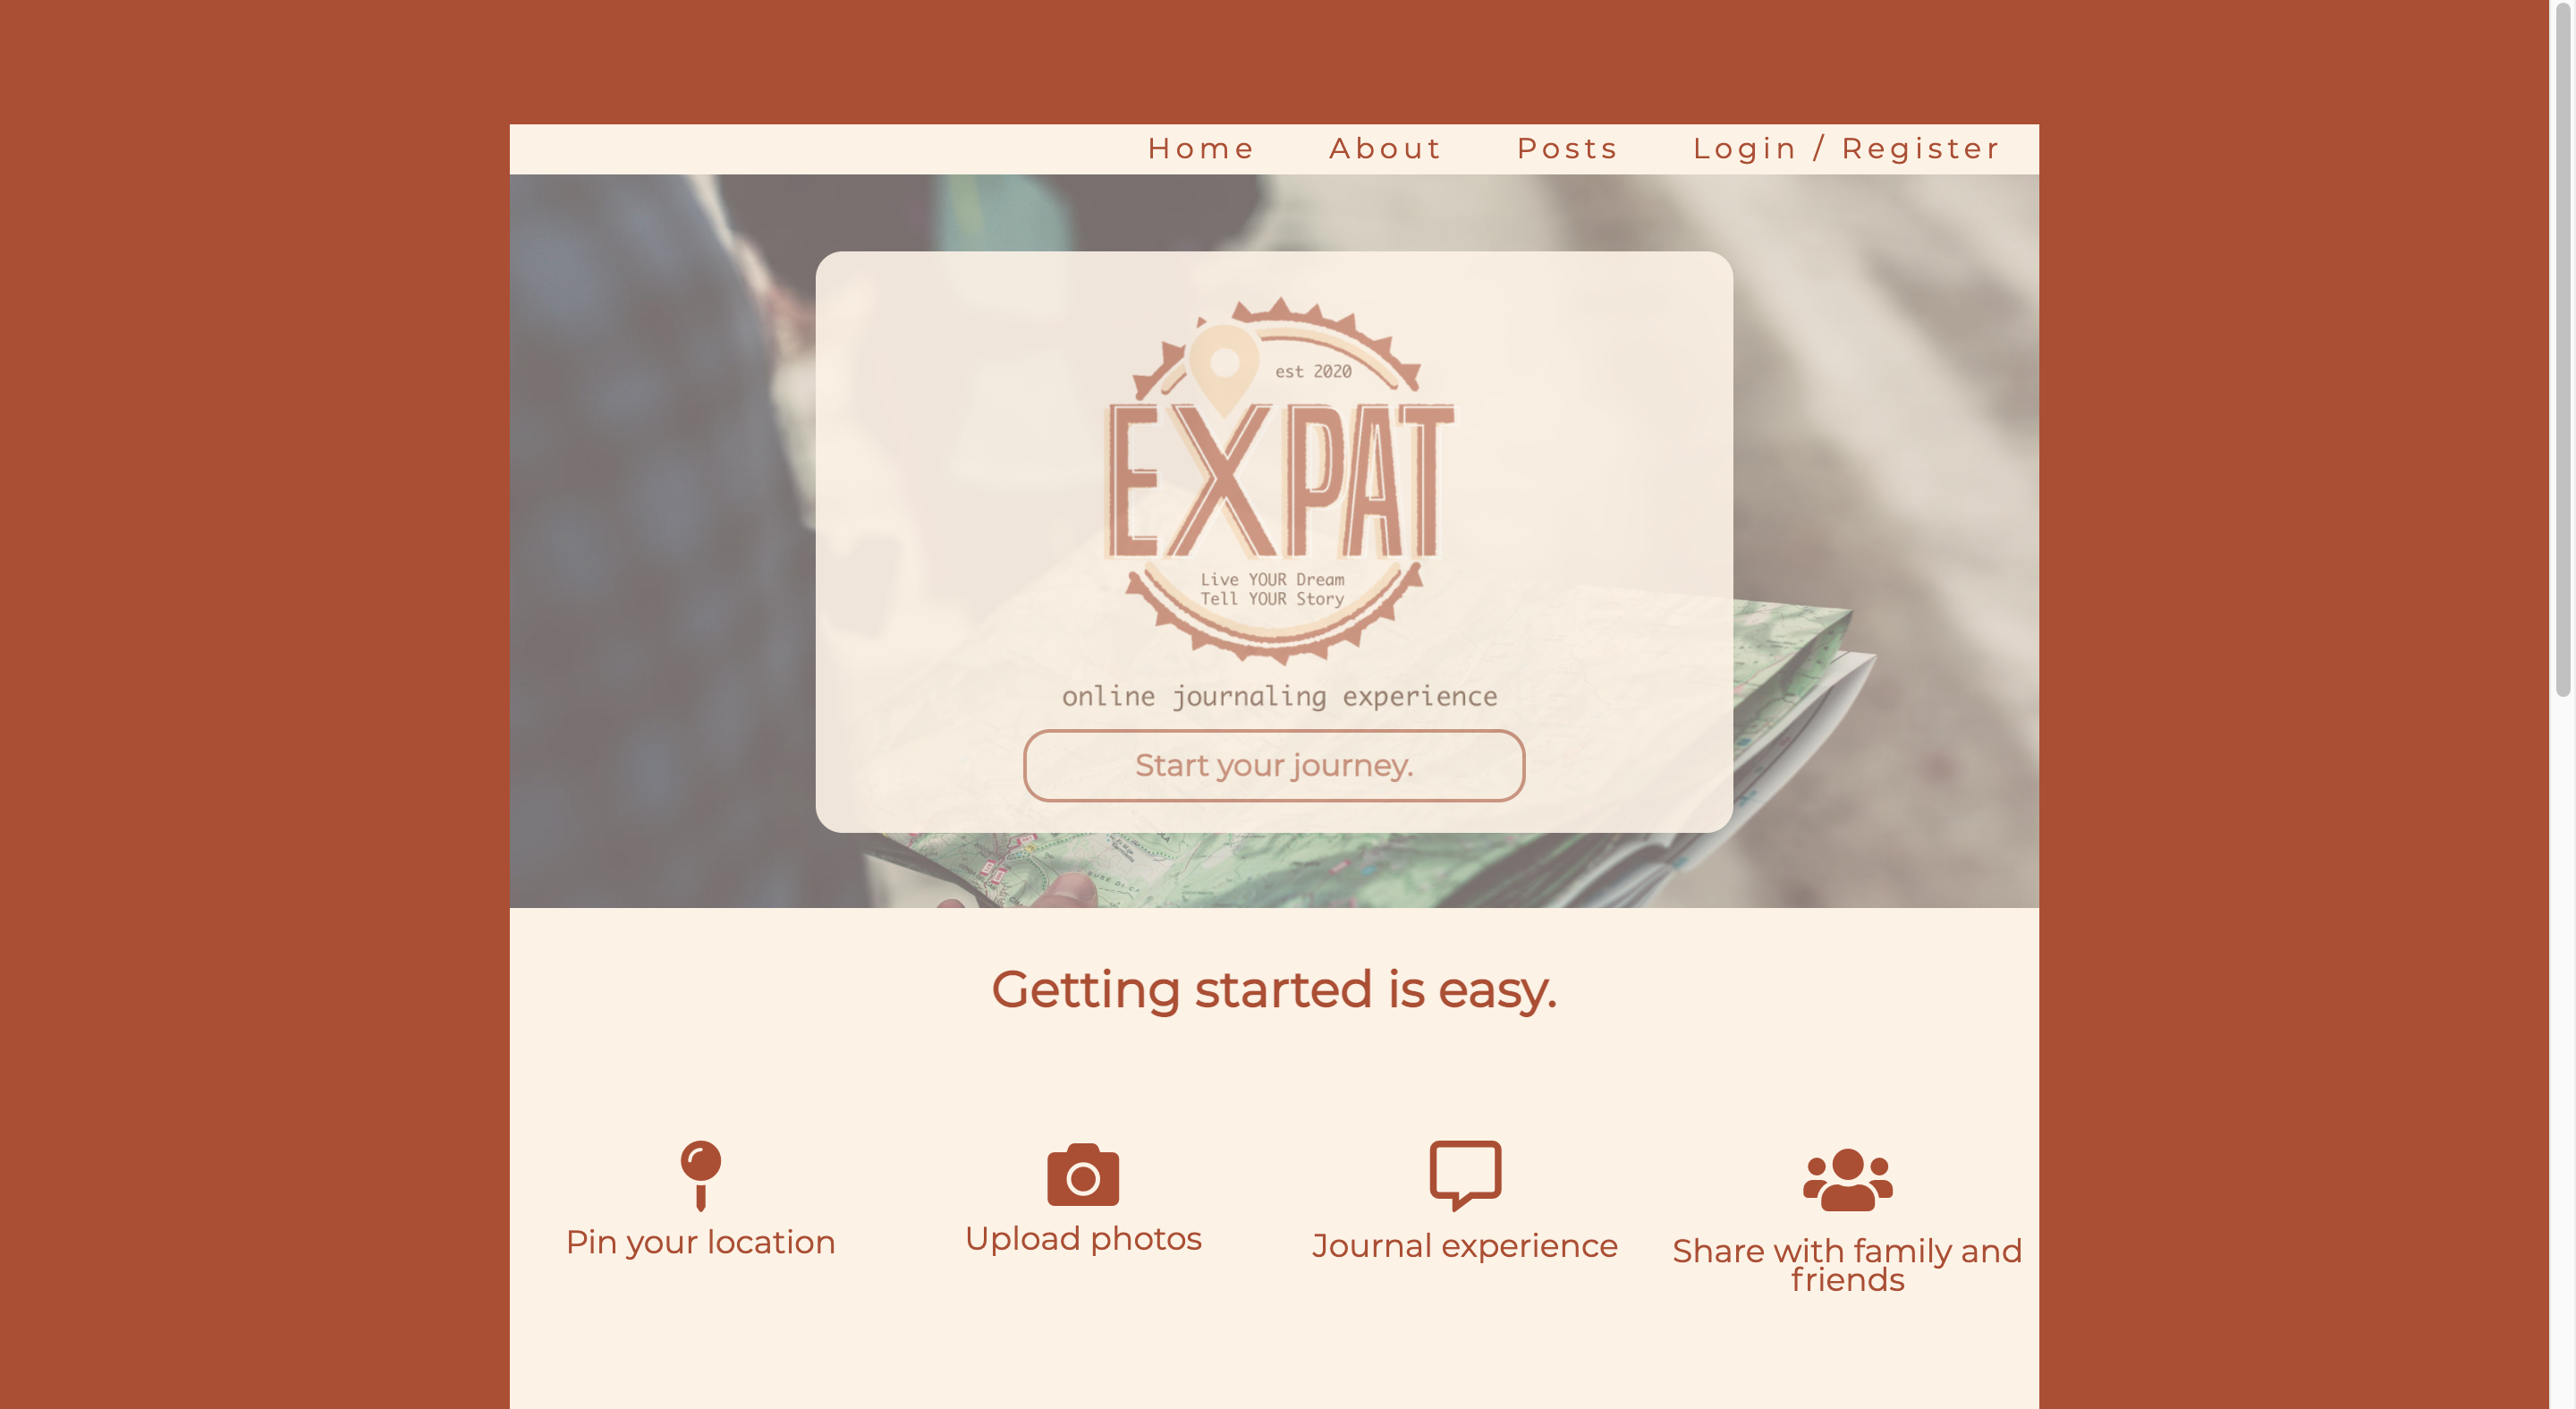 Home About Posts Login / Register
est 2020
EXPAT
Live YOUR Dream
Tell YOUR Story
online journaling experience
Start your journey.
Getting started is easy.
Pin your location
Upload photos
Journal experience
Share with family and
friends